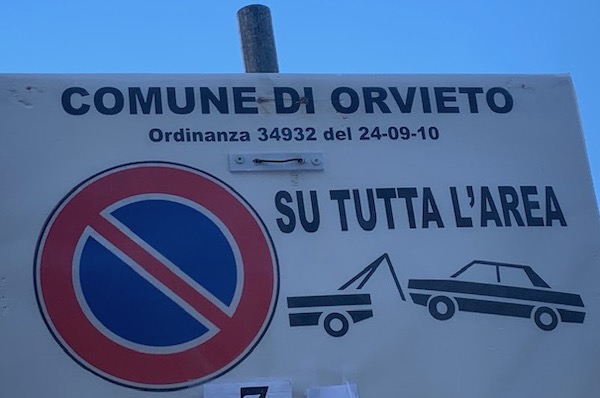 COMUNE DI ORVIETO
Ordinanza 34932 del 24-09-10
SU TUTTA L'AREA